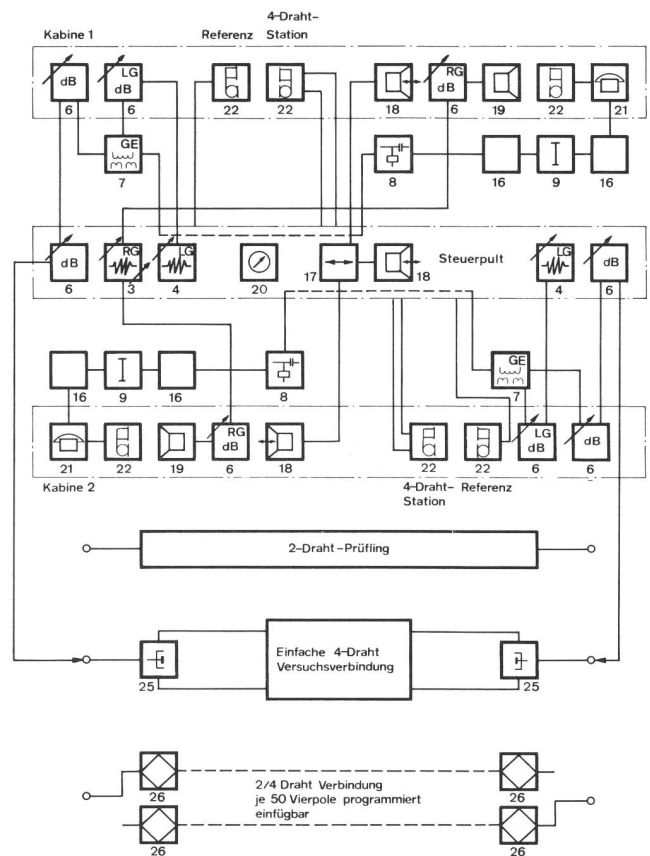 4-Draht-
Kabine 1 Referenz Station
dB LG dB RG dB
6 6 22 22 18 6 19 22 21
GE
7 8 16 9 16
dB RG LG Steuerpult LG dB
6 3 4 20 17 18 4 6
GE
16 9 16 8 7
RG dB LG dB dB
21 22 19 6 18 22 22 6 6
Kabine 2 4-Draht- Referenz
Station
2-Draht-Prüfling
Einfache 4-Draht
Versuchsverbindung
25 25
2/4 Draht Verbindung
je 50 Vierpole programmiert
einfügbar
26 26
26 26